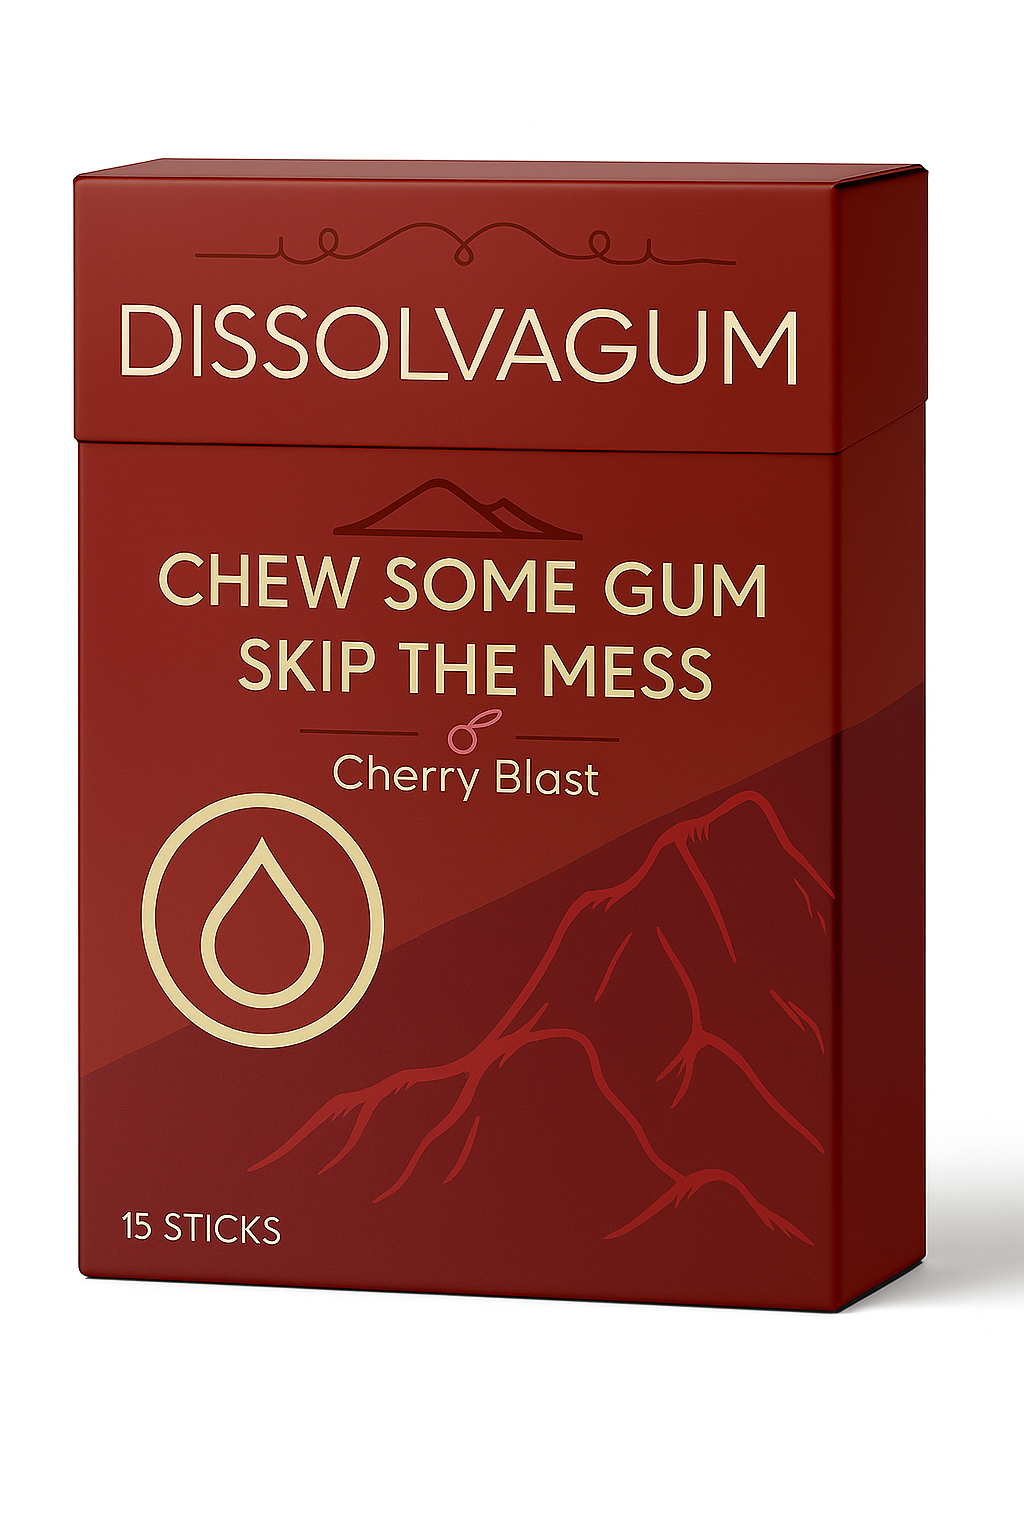 DISSOLVAGUM
CHEW SOME GUM
SKIP THE MESS
Cherry Blast
15 STICKS